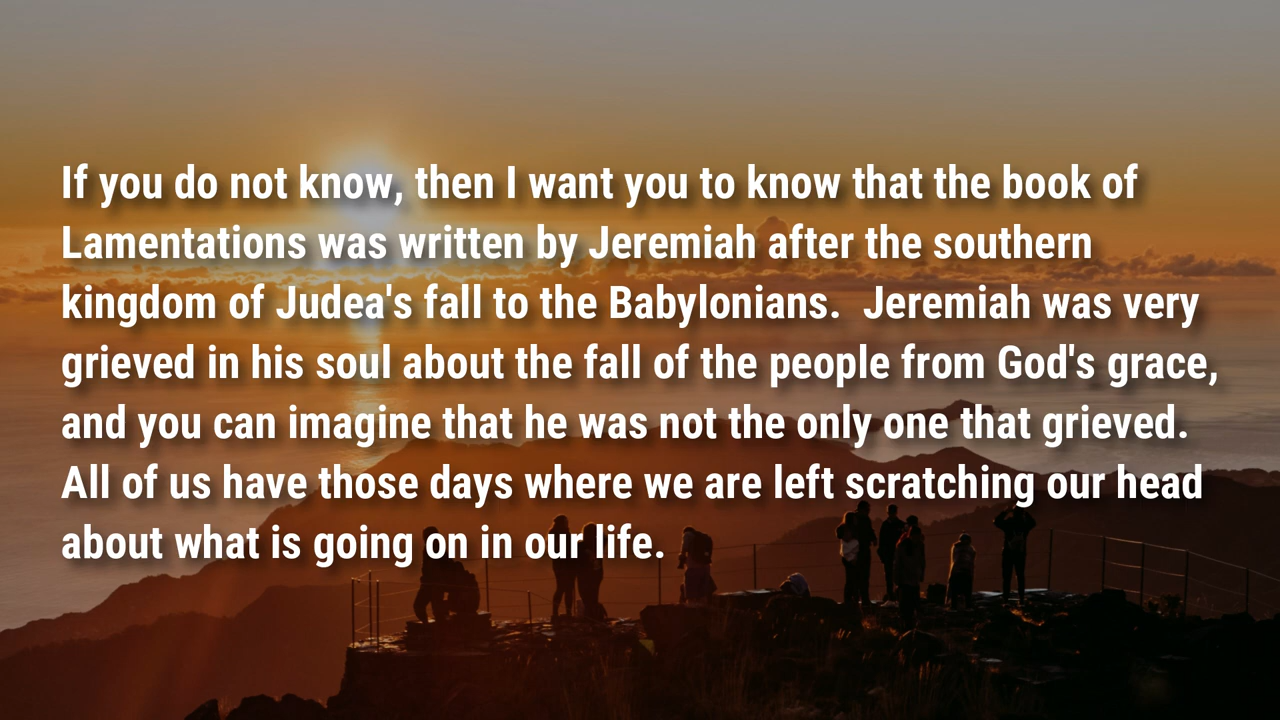 If you do not know, then I want you to know that the book of
Lamentations was written by Jeremiah after the southern
kingdom of Judea's fall to the Babylonians.  Jeremiah was very
grieved in his soul about the fall of the people from God's grace,
and you can imagine that he was not the only one that grieved.
All of us have those days where we are left scratching our head
about what is going on in our life.